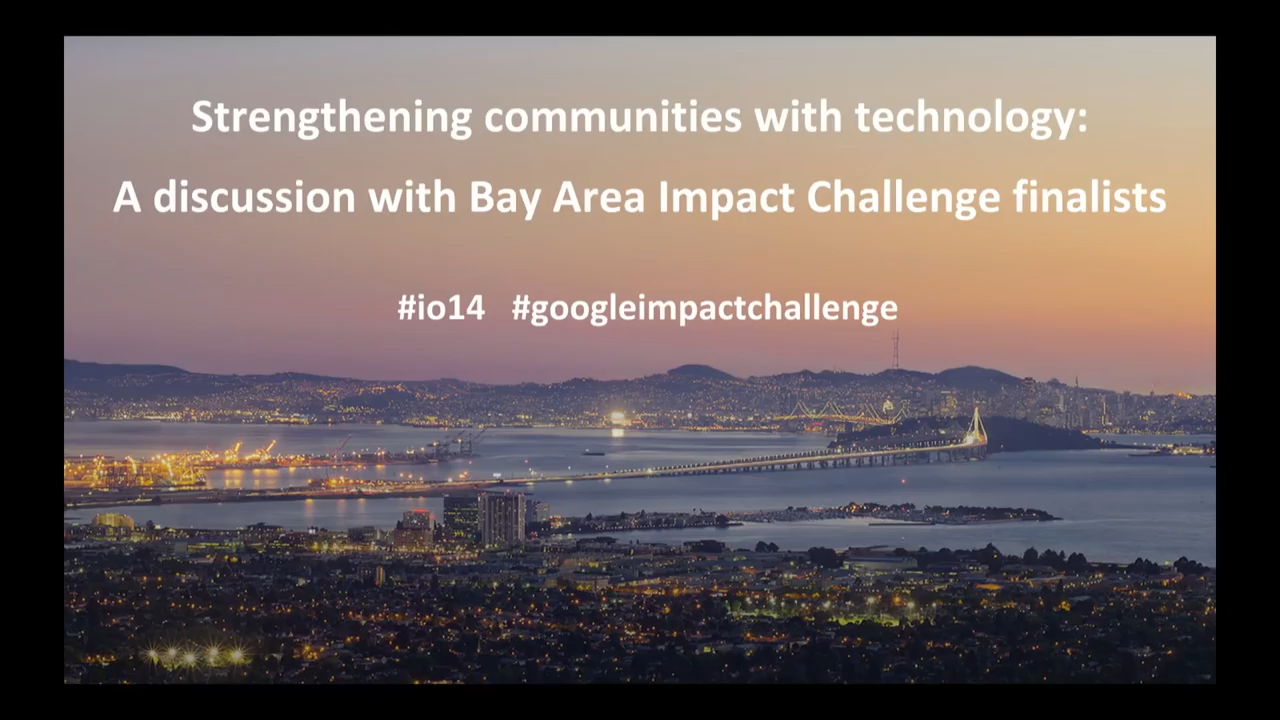 Strengthening communities with technology:
A discussion with Bay Area Impact Challenge finalists
#io14 #googleimpactchallenge